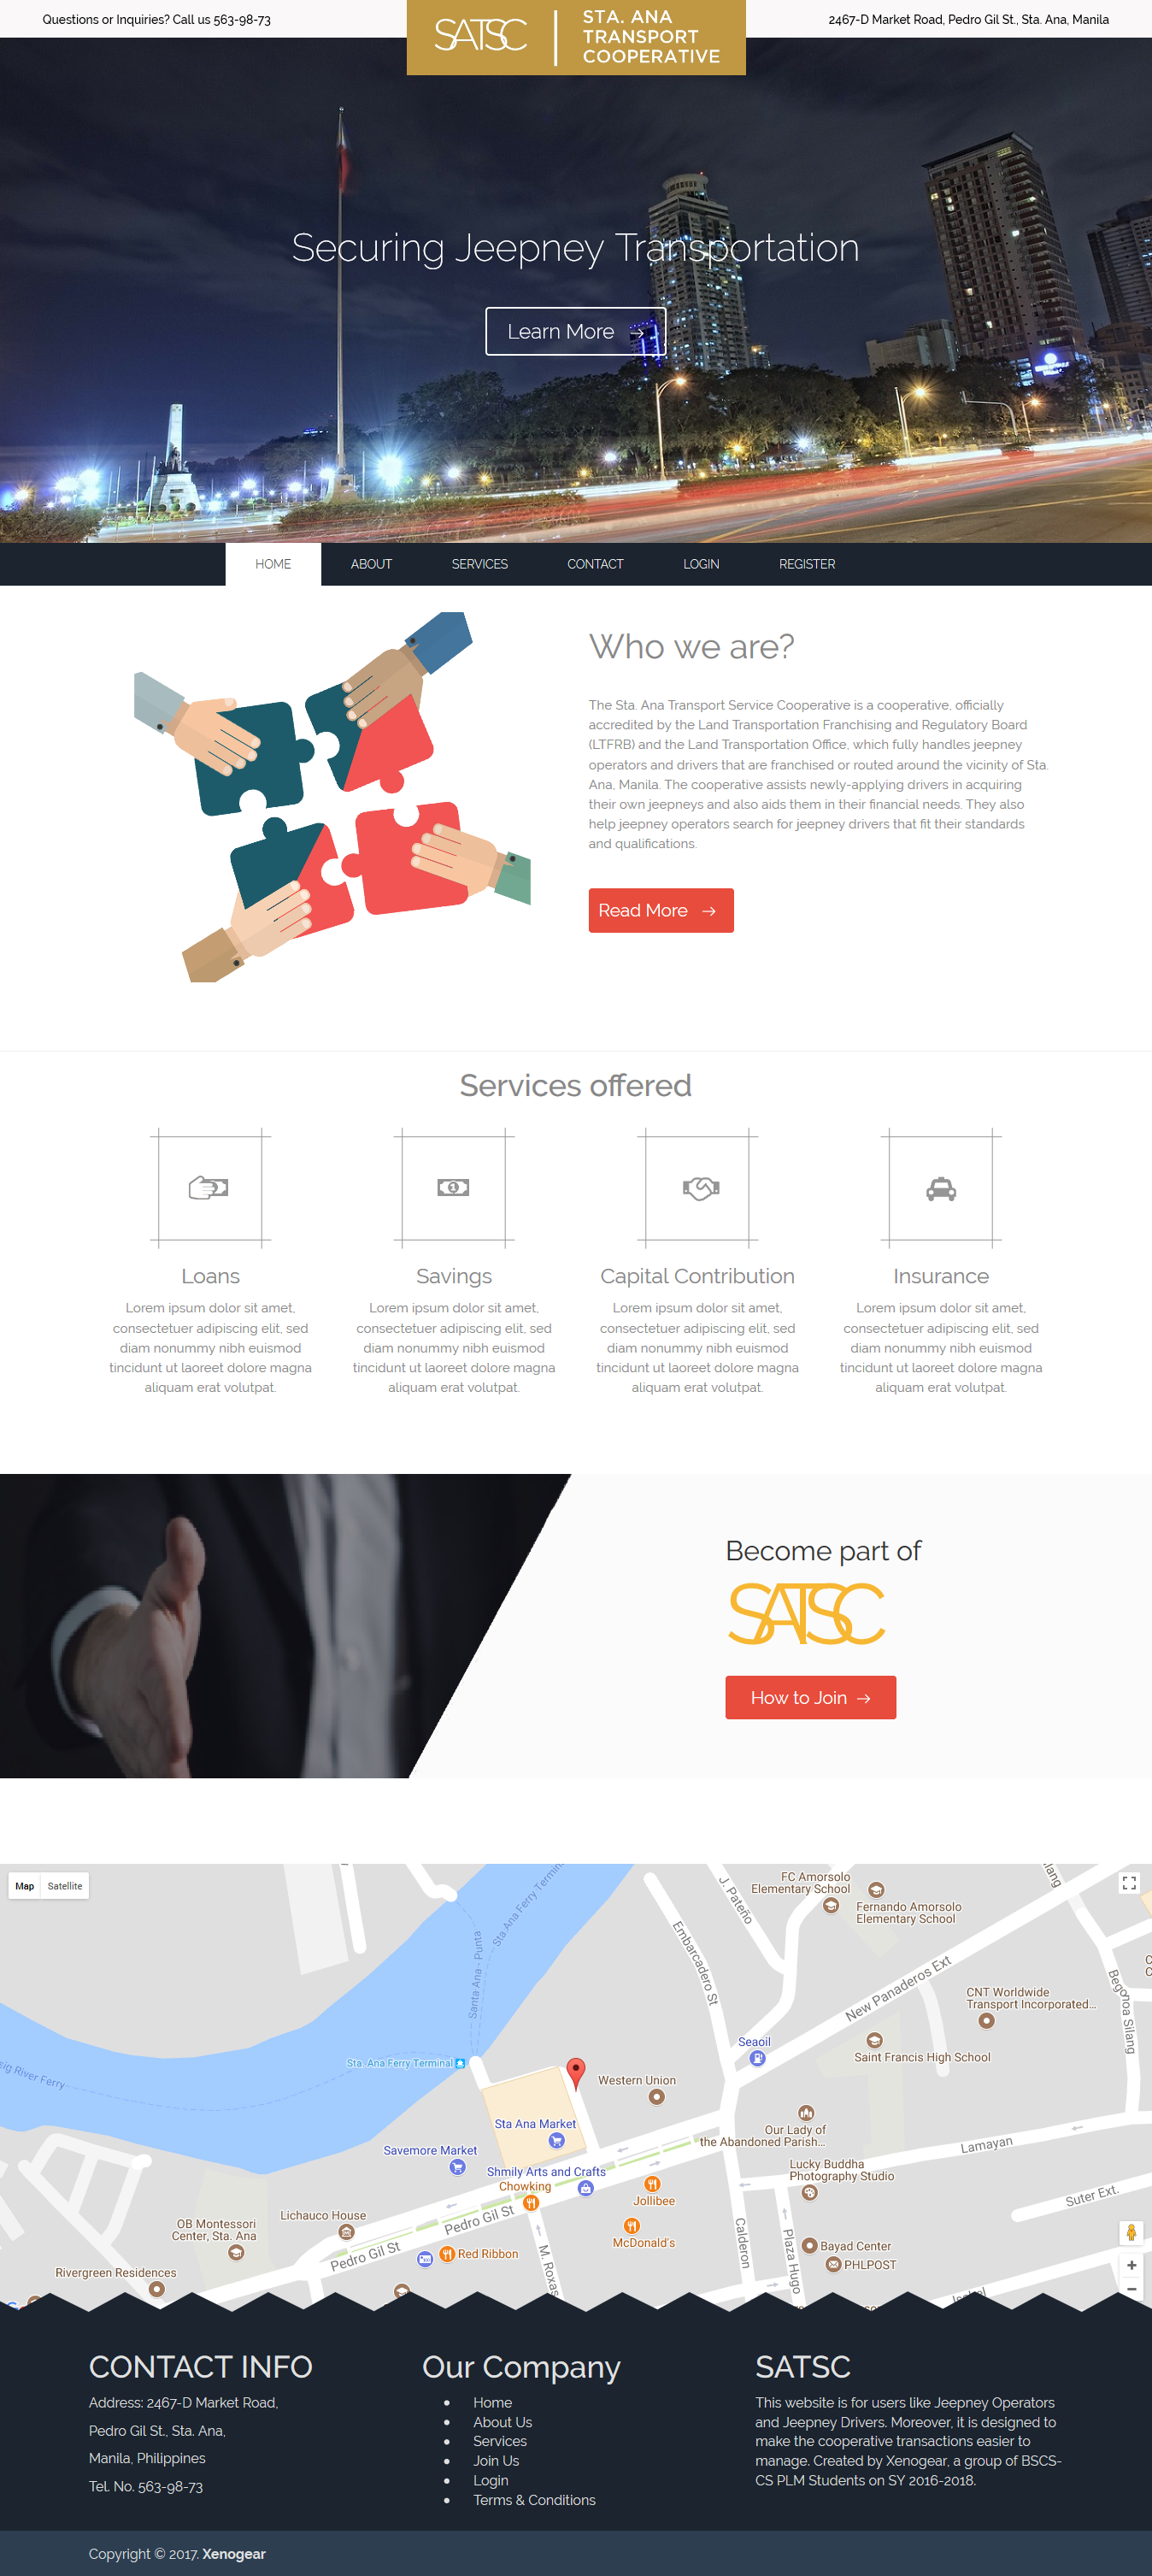 Questions or Inquiries? Call us 563-98-73
SATSC
STA. ANA
TRANSPORT
COOPERATIVE
2467-D Market Road, Pedro Gil St., Sta. Ana, Manila
Securing Jeepney Transportation
Learn More →
HOME ABOUT SERVICES CONTACT LOGIN REGISTER
Who we are?
The Sta. Ana Transport Service Cooperative is a cooperative, officially
accredited by the Land Transportation Franchising and Regulatory Board
(LTFRB) and the Land Transportation Office, which fully handles jeepney
operators and drivers that are franchised or routed around the vicinity of Sta.
Ana, Manila. The cooperative assists newly-applying drivers in acquiring
their own jeepneys and also aids them in their financial needs. They also
help jeepney operators search for jeepney drivers that fit their standards
and qualifications.
Read More →
Services offered
Loans
Lorem ipsum dolor sit amet,
consectetuer adipiscing elit, sed
diam nonummy nibh euismod
tincidunt ut laoreet dolore magna
aliquam erat volutpat.
Savings
Lorem ipsum dolor sit amet,
consectetuer adipiscing elit, sed
diam nonummy nibh euismod
tincidunt ut laoreet dolore magna
aliquam erat volutpat.
Capital Contribution
Lorem ipsum dolor sit amet,
consectetuer adipiscing elit, sed
diam nonummy nibh euismod
tincidunt ut laoreet dolore magna
aliquam erat volutpat.
Insurance
Lorem ipsum dolor sit amet,
consectetuer adipiscing elit, sed
diam nonummy nibh euismod
tincidunt ut laoreet dolore magna
aliquam erat volutpat.
Become part of
SATSC
How to Join →
Map Satellite
FC Amorsolo
Elementary School
Fernando Amorsolo
Elementary School
J. Pateño
Sta Ana Ferry Termin
Santa Ana - Punta
Embarcadero St
New Panaderos Ext
CNT Worldwide
Transport Incorporated...
Begonoa Silang
Seaoil
Saint Francis High School
Sta. Ana Ferry Terminal
sig River Ferry
Western Union
Sta Ana Market
Our Lady of
the Abandoned Parish...
Lamayan
Savemore Market
Lucky Buddha
Photography Studio
Shmily Arts and Crafts
Chowking
Jollibee
Suter Ext.
Lichauco House
Pedro Gil St
OB Montessori
Center, Sta. Ana
McDonald's
Calderon
Plaza Hugo
Bayad Center
Pedro Gil St
Red Ribbon
M. Roxas
PHLPOST
Rivergreen Residences
CONTACT INFO
Address: 2467-D Market Road,
Pedro Gil St., Sta. Ana,
Manila, Philippines
Tel. No. 563-98-73
Our Company
• Home
• About Us
• Services
• Join Us
• Login
• Terms & Conditions
SATSC
This website is for users like Jeepney Operators
and Jeepney Drivers. Moreover, it is designed to
make the cooperative transactions easier to
manage. Created by Xenogear, a group of BSCS-
CS PLM Students on SY 2016-2018.
Copyright © 2017. Xenogear